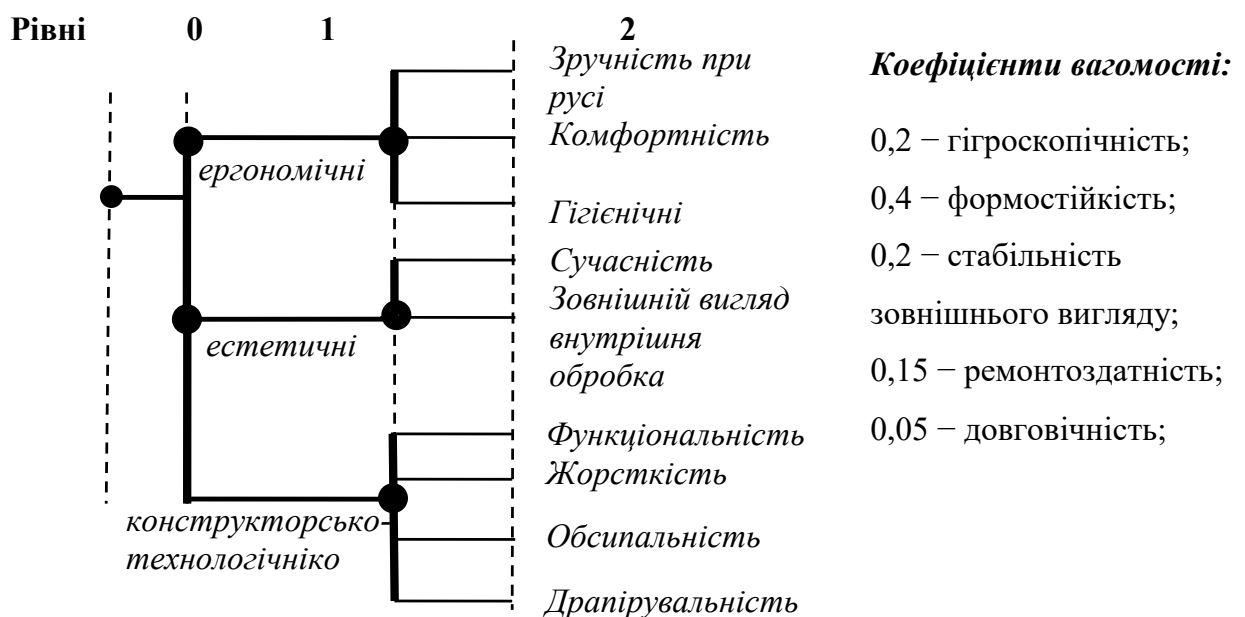 Рівні 0 1 2
Зручність при
русі
Комфортність
ергономічні
Гігієнічні
Сучасність
Зовнішній вигляд
внутрішня
обробка
естетичні
Функціональність
Жорсткість
конструкторсько-
технологічніко
Обсипальність
Драпірувальність
Коефіцієнти вагомості:
0,2 − гігроскопічність;
0,4 − формостійкість;
0,2 − стабільність
зовнішнього вигляду;
0,15 − ремонтоздатність;
0,05 − довговічність;